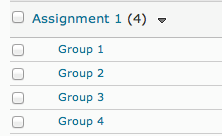 Assignment 1 (4)
Group 1
Group 2
Group 3
Group 4